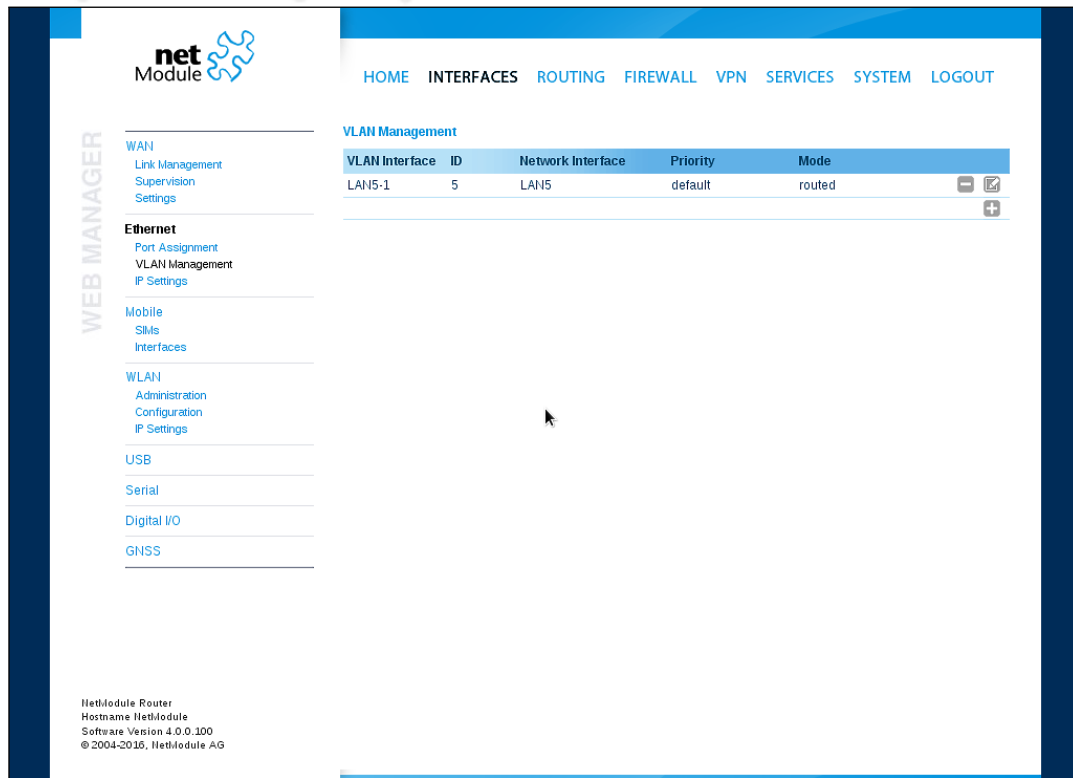 net
Module
HOME INTERFACES ROUTING FIREWALL VPN SERVICES SYSTEM LOGOUT
WEB MANAGER
WAN
Link Management
Supervision
Settings
Ethernet
Port Assignment
VLAN Management
IP Settings
Mobile
SIMs
Interfaces
WLAN
Administration
Configuration
IP Settings
USB
Serial
Digital I/O
GNSS
VLAN Management
VLAN Interface ID Network Interface Priority Mode
LAN5-1 5 LAN5 default routed
NetModule Router
Hostname NetModule
Software Version 4.0.0.100
© 2004-2016, NetModule AG